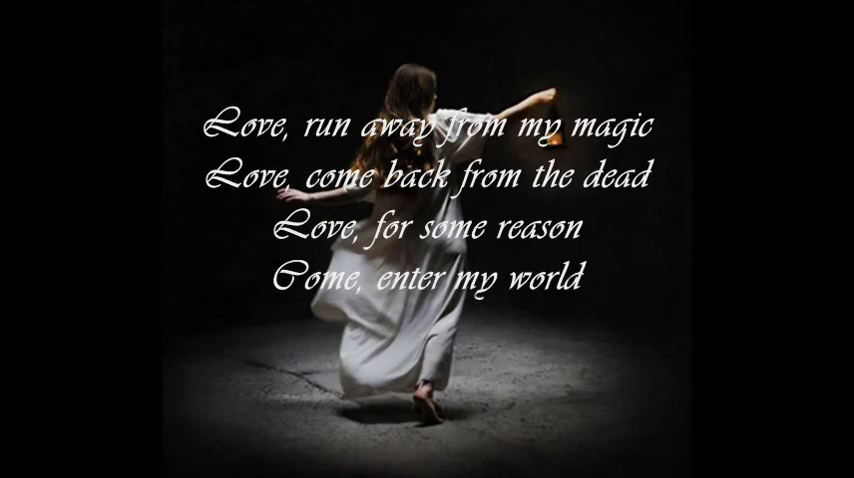 Love, run away from my magic
Love, come back from the dead
Love, for some reason
Come, enter my world